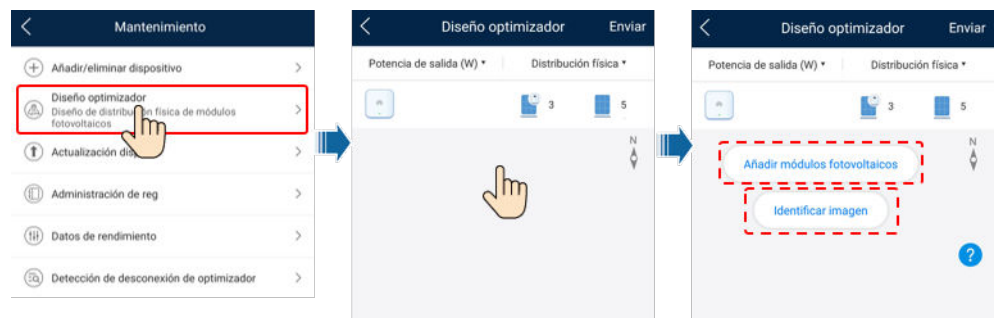 Mantenimiento
Añadir/eliminar dispositivo
Diseño optimizador
Diseño de distribución física de módulos
fotovoltaicos
Actualización
Administración de reg
Datos de rendimiento
Detección de desconexión de optimizador
Diseño optimizador Enviar
Potencia de salida (W) Distribución física
3 5
N
Diseño optimizador Enviar
Potencia de salida (W) Distribución física
3 5
N
Añadir módulos fotovoltaicos
Identificar imagen
?